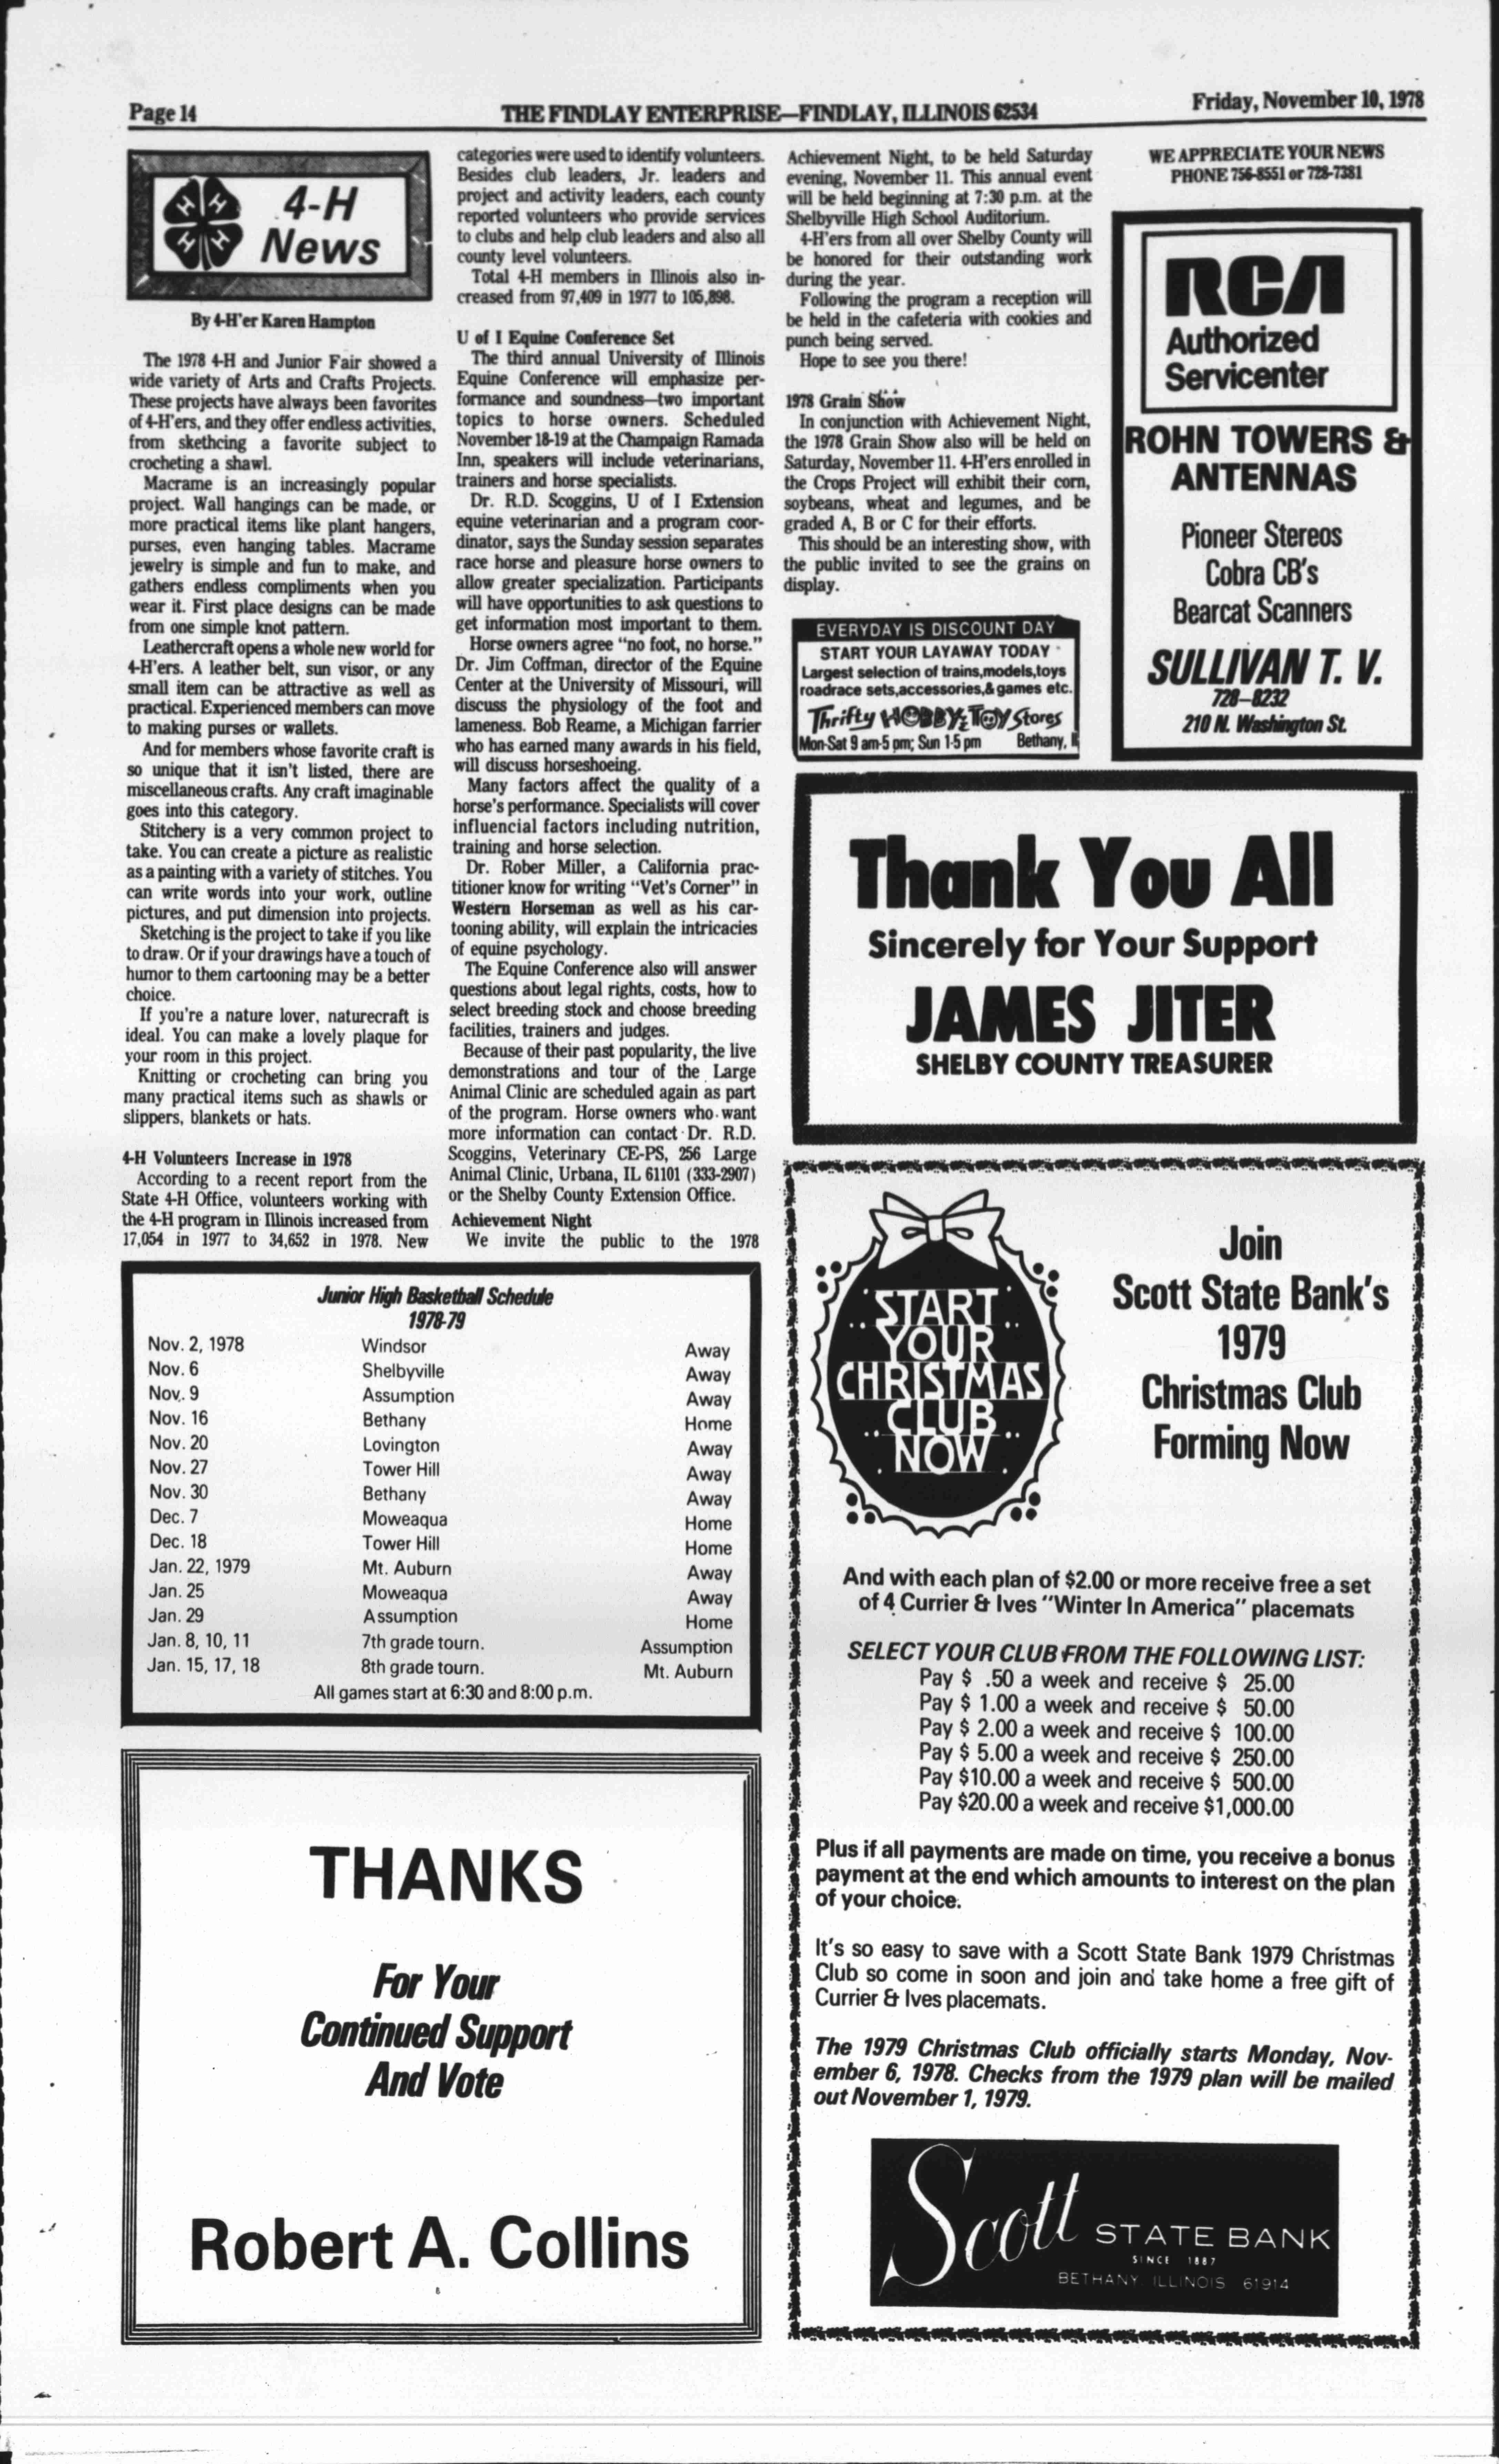 Page 14
THE FINDLAY ENTERPRISE—FINDLAY, ILLINOIS 62534
Friday, November 10, 1978
4-H
News
By 4-H'er Karen Hampton
The 1978 4-H and Junior Fair showed a
wide variety of Arts and Crafts Projects.
These projects have always been favorites
of 4-H'ers, and they offer endless activities,
from skethcing a favorite subject to
crocheting a shawl.
Macrame is an increasingly popular
project. Wall hangings can be made, or
more practical items like plant hangers,
purses, even hanging tables. Macrame
jewelry is simple and fun to make, and
gathers endless compliments when you
wear it. First place designs can be made
from one simple knot pattern.
Leathercraft opens a whole new world for
4-H'ers. A leather belt, sun visor, or any
small item can be attractive as well as
practical. Experienced members can move
to making purses or wallets.
And for members whose favorite craft is
so unique that it isn't listed, there are
miscellaneous crafts. Any craft imaginable
goes into this category.
Stitchery is a very common project to
take. You can create a picture as realistic
as a painting with a variety of stitches. You
can write words into your work, outline
pictures, and put dimension into projects.
Sketching is the project to take if you like
to draw. Or if your drawings have a touch of
humor to them cartooning may be a better
choice.
If you're a nature lover, naturecraft is
ideal. You can make a lovely plaque for
your room in this project.
Knitting or crocheting can bring you
many practical items such as shawls or
slippers, blankets or hats.
4-H Volunteers Increase in 1978
According to a recent report from the
State 4-H Office, volunteers working with
the 4-H program in Illinois increased from
17,054 in 1977 to 34,652 in 1978. New
categories were used to identify volunteers.
Besides club leaders, Jr. leaders and
project and activity leaders, each county
reported volunteers who provide services
to clubs and help club leaders and also all
county level volunteers.
Total 4-H members in Illinois also in-
creased from 97,409 in 1977 to 105,898.
U of I Equine Conference Set
The third annual University of Illinois
Equine Conference will emphasize per-
formance and soundness—two important
topics to horse owners. Scheduled
November 18-19 at the Champaign Ramada
Inn, speakers will include veterinarians,
trainers and horse specialists.
Dr. R.D. Scoggins, U of I Extension
equine veterinarian and a program coor-
dinator, says the Sunday session separates
race horse and pleasure horse owners to
allow greater specialization. Participants
will have opportunities to ask questions to
get information most important to them.
Horse owners agree "no foot, no horse."
Dr. Jim Coffman, director of the Equine
Center at the University of Missouri, will
discuss the physiology of the foot and
lameness. Bob Reame, a Michigan farrier
who has earned many awards in his field,
will discuss horseshoeing.
Many factors affect the quality of a
horse's performance. Specialists will cover
influencial factors including nutrition,
training and horse selection.
Dr. Rober Miller, a California prac-
titioner know for writing "Vet's Corner" in
Western Horseman as well as his car-
tooning ability, will explain the intricacies
of equine psychology.
The Equine Conference also will answer
questions about legal rights, costs, how to
select breeding stock and choose breeding
facilities, trainers and judges.
Because of their past popularity, the live
demonstrations and tour of the Large
Animal Clinic are scheduled again as part
of the program. Horse owners who want
more information can contact Dr. R.D.
Scoggins, Veterinary CE-PS, 256 Large
Animal Clinic, Urbana, IL 61101 (333-2907)
or the Shelby County Extension Office.
Achievement Night
We invite the public to the 1978
Achievement Night, to be held Saturday
evening, November 11. This annual event
will be held beginning at 7:30 p.m. at the
Shelbyville High School Auditorium.
4-H'ers from all over Shelby County will
be honored for their outstanding work
during the year.
Following the program a reception will
be held in the cafeteria with cookies and
punch being served.
Hope to see you there!
1978 Grain Show
In conjunction with Achievement Night,
the 1978 Grain Show also will be held on
Saturday, November 11. 4-H'ers enrolled in
the Crops Project will exhibit their corn,
soybeans, wheat and legumes, and be
graded A, B or C for their efforts.
This should be an interesting show, with
the public invited to see the grains on
display.
EVERYDAY IS DISCOUNT DAY
START YOUR LAYAWAY TODAY
Largest selection of trains,models,toys
roadrace sets,accessories,& games etc.
Thrifty HOBBY & TOY Stores
Mon-Sat 9 am-5 pm; Sun 1-5 pm Bethany, Il
WE APPRECIATE YOUR NEWS
PHONE 756-8551 or 728-7381
RCA
Authorized
Servicenter
ROHN TOWERS &
ANTENNAS
Pioneer Stereos
Cobra CB's
Bearcat Scanners
SULLIVAN T. V.
728-8232
210 N. Washington St.
Thank You All
Sincerely for Your Support
JAMES JITER
SHELBY COUNTY TREASURER
Junior High Basketball Schedule
1978-79
Nov. 2, 1978 Windsor Away
Nov. 6 Shelbyville Away
Nov. 9 Assumption Away
Nov. 16 Bethany Home
Nov. 20 Lovington Away
Nov. 27 Tower Hill Away
Nov. 30 Bethany Away
Dec. 7 Moweaqua Home
Dec. 18 Tower Hill Home
Jan. 22, 1979 Mt. Auburn Away
Jan. 25 Moweaqua Away
Jan. 29 Assumption Home
Jan. 8, 10, 11 7th grade tourn. Assumption
Jan. 15, 17, 18 8th grade tourn. Mt. Auburn
All games start at 6:30 and 8:00 p.m.
THANKS
For Your
Continued Support
And Vote
Robert A. Collins
START
YOUR
CHRISTMAS
CLUB
NOW
Join
Scott State Bank's
1979
Christmas Club
Forming Now
And with each plan of $2.00 or more receive free a set
of 4 Currier & Ives "Winter In America" placemats
SELECT YOUR CLUB FROM THE FOLLOWING LIST:
Pay $ .50 a week and receive $ 25.00
Pay $ 1.00 a week and receive $ 50.00
Pay $ 2.00 a week and receive $ 100.00
Pay $ 5.00 a week and receive $ 250.00
Pay $10.00 a week and receive $ 500.00
Pay $20.00 a week and receive $1,000.00
Plus if all payments are made on time, you receive a bonus
payment at the end which amounts to interest on the plan
of your choice.
It's so easy to save with a Scott State Bank 1979 Christmas
Club so come in soon and join and take home a free gift of
Currier & Ives placemats.
The 1979 Christmas Club officially starts Monday, Nov-
ember 6, 1978. Checks from the 1979 plan will be mailed
out November 1, 1979.
Scott STATE BANK
SINCE 1887
BETHANY ILLINOIS 61914